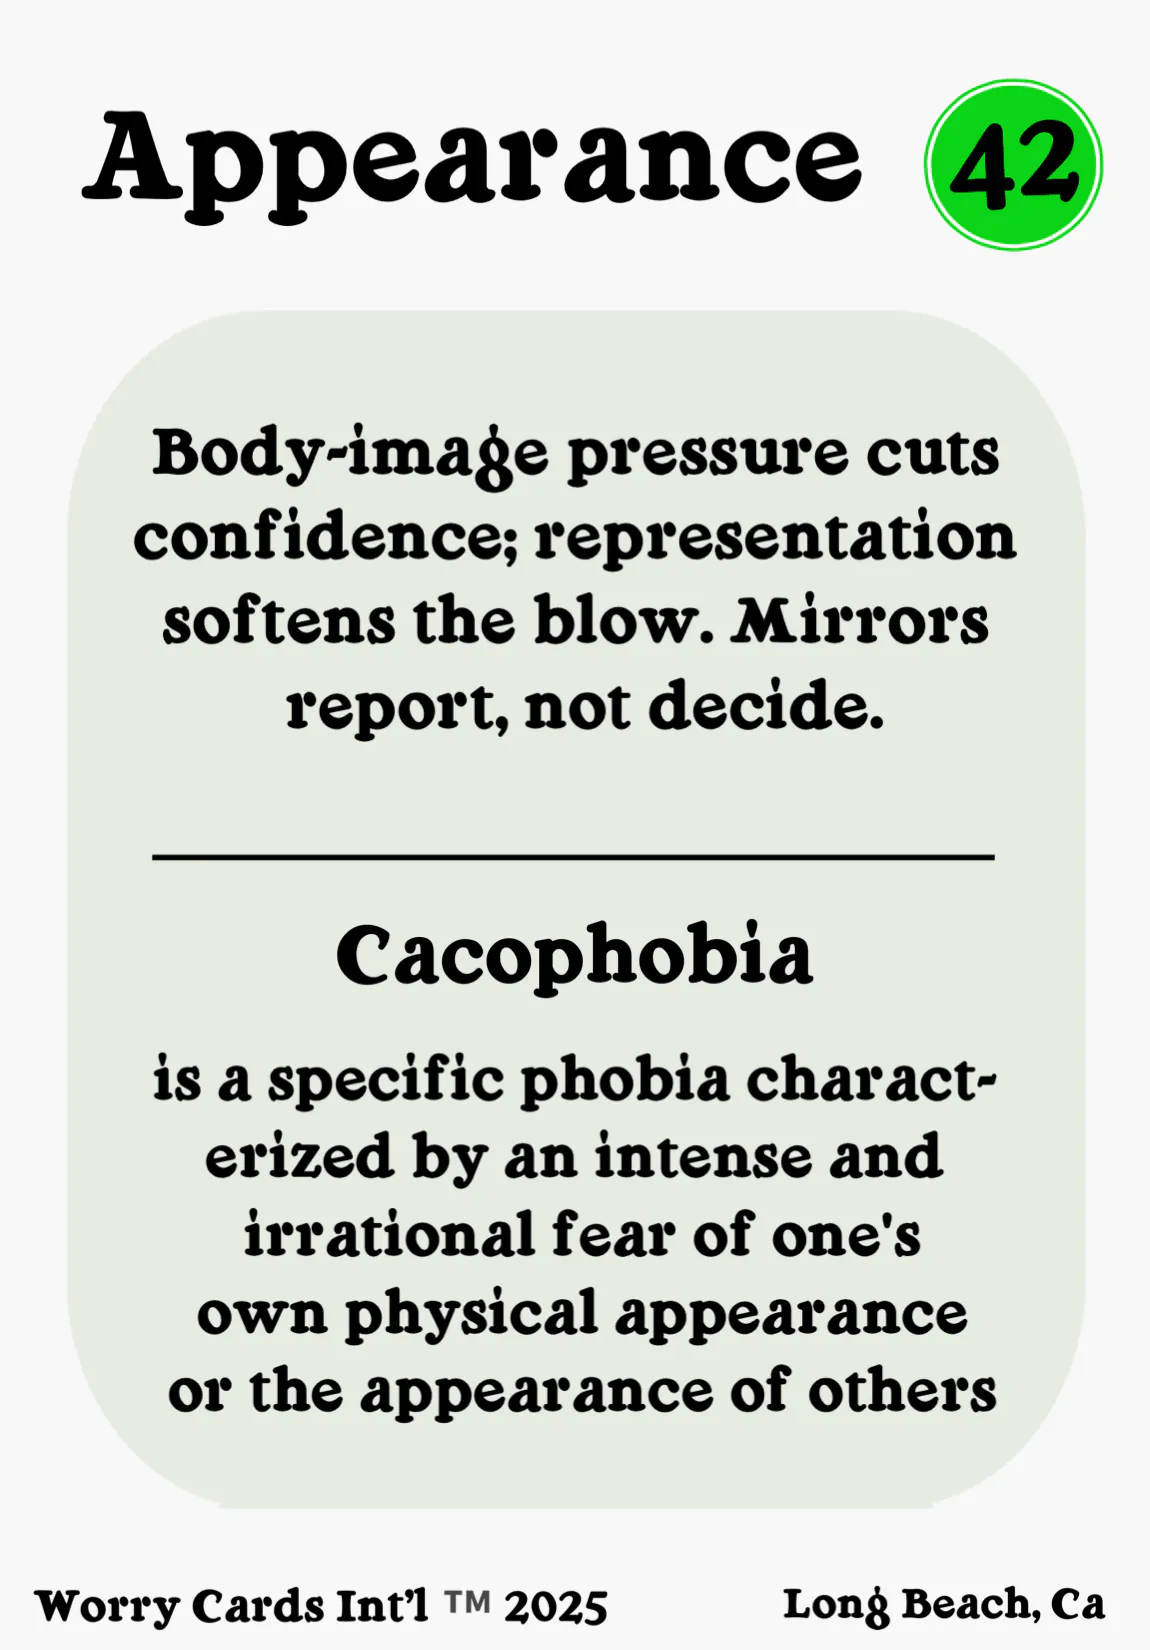 Appearance 42
Body-image pressure cuts
confidence; representation
softens the blow. Mirrors
report, not decide.
Cacophobia
is a specific phobia charact-
erized by an intense and
irrational fear of one's
own physical appearance
or the appearance of others
Worry Cards Int'l ™ 2025 Long Beach, Ca